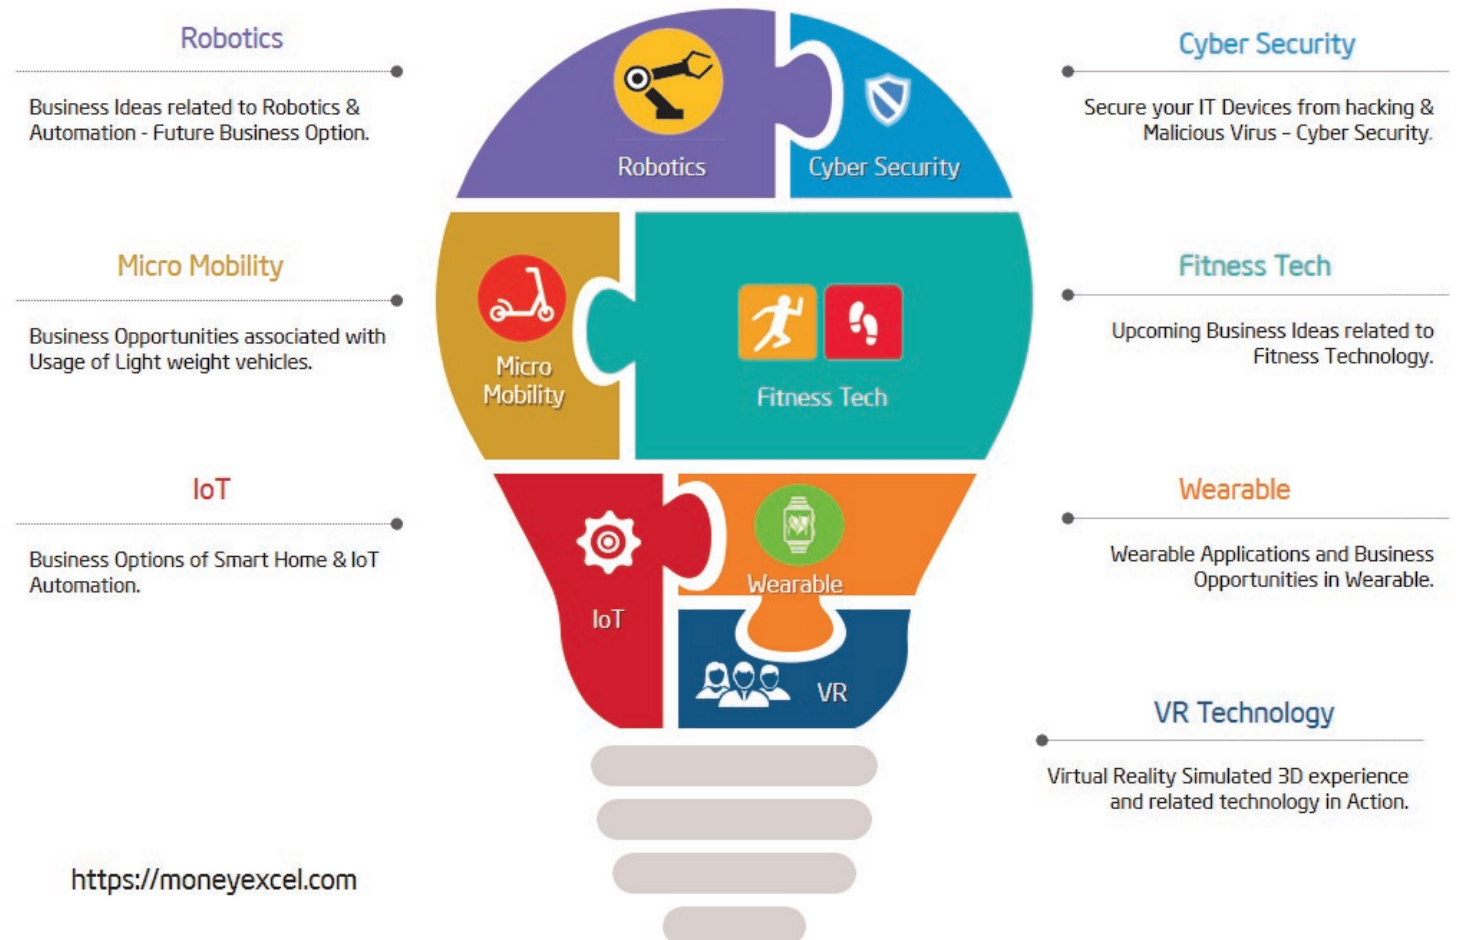 Robotics
Business Ideas related to Robotics &
Automation - Future Business Option.
Micro Mobility
Business Opportunities associated with
Usage of Light weight vehicles.
IoT
Business Options of Smart Home & IoT
Automation.
https://moneyexcel.com
Robotics
Cyber Security
Micro
Mobility
Fitness Tech
IoT
Wearable
VR
Cyber Security
Secure your IT Devices from hacking &
Malicious Virus – Cyber Security.
Fitness Tech
Upcoming Business Ideas related to
Fitness Technology.
Wearable
Wearable Applications and Business
Opportunities in Wearable.
VR Technology
Virtual Reality Simulated 3D experience
and related technology in Action.